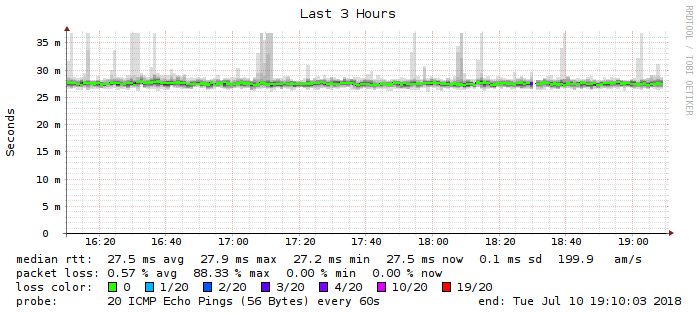 Last 3 Hours
RRDTOOL / TOBI OETIKER
Seconds
35 m
30 m
25 m
20 m
15 m
10 m
5 m
0
16:20 16:40 17:00 17:20 17:40 18:00 18:20 18:40 19:00
median rtt: 27.5 ms avg 27.9 ms max 27.2 ms min 27.5 ms now 0.1 ms sd 199.9 am/s
packet loss: 0.57 % avg 88.33 % max 0.00 % min 0.00 % now
loss color: 0 1/20 2/20 3/20 4/20 10/20 19/20
probe: 20 ICMP Echo Pings (56 Bytes) every 60s end: Tue Jul 10 19:10:03 2018